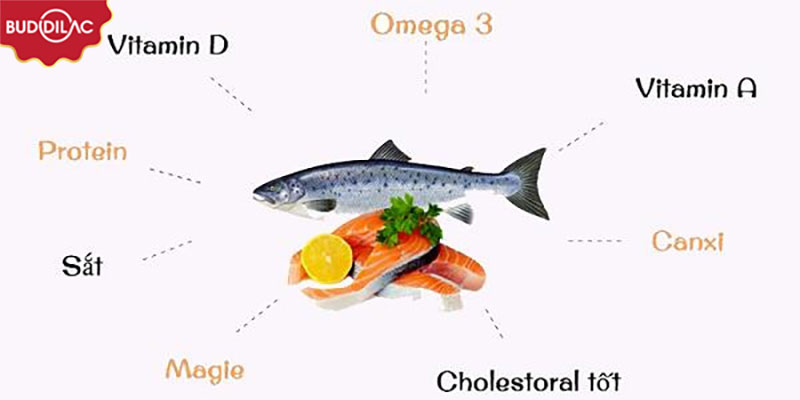 BUDDILAC
Omega 3
Vitamin D
Vitamin A
Protein
Canxi
Sắt
Magie
Cholestoral tốt